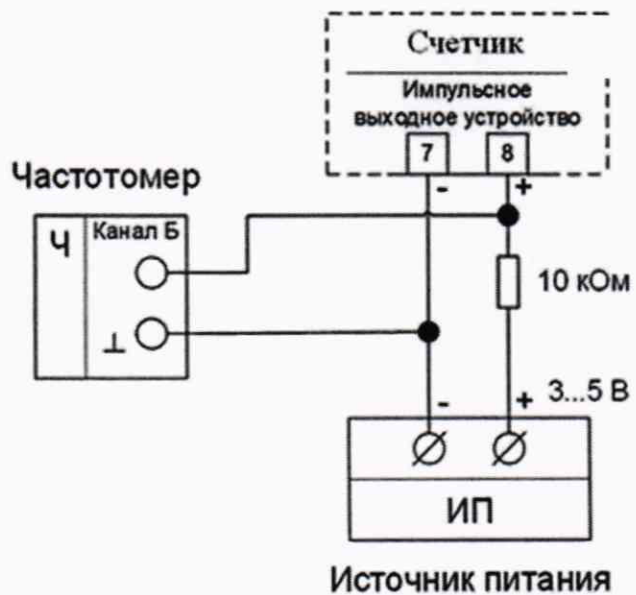 Счетчик
Импульсное
выходное устройство
7 8
- +
Частотомер
Ч Канал Б
⊥
10 кОм
- + 3...5 В
ИП
Источник питания